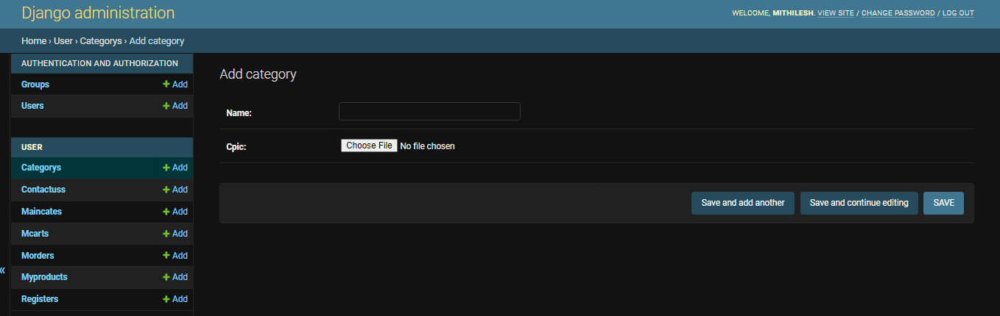 Django administration
WELCOME, MITHILESH. VIEW SITE / CHANGE PASSWORD / LOG OUT
Home › User › Categorys › Add category
AUTHENTICATION AND AUTHORIZATION
Groups + Add
Users + Add
USER
Categorys + Add
Contactuss + Add
Maincates + Add
Mcarts + Add
Morders + Add
Myproducts + Add
Registers + Add
«
Add category
Name:
Cpic: Choose File No file chosen
Save and add another Save and continue editing SAVE